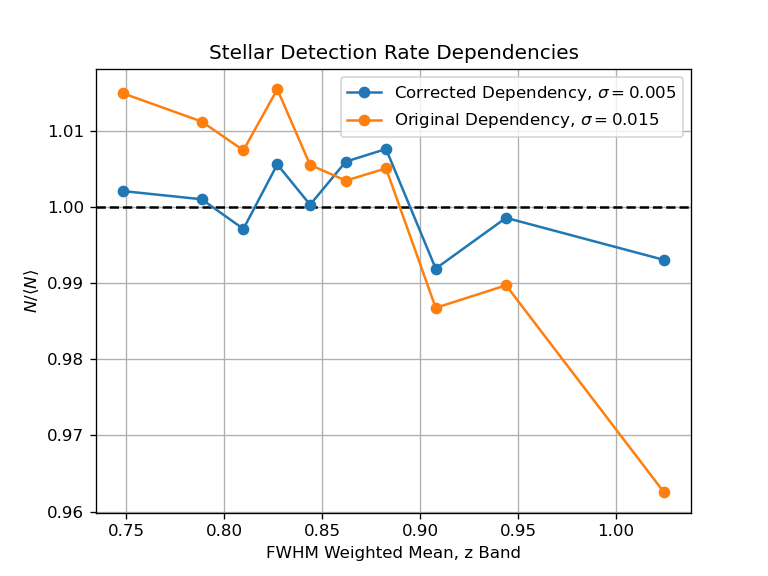 Stellar Detection Rate Dependencies
Corrected Dependency, σ = 0.005
Original Dependency, σ = 0.015
1.01
1.00
0.99
0.98
0.97
0.96
N/⟨N⟩
0.75 0.80 0.85 0.90 0.95 1.00
FWHM Weighted Mean, z Band